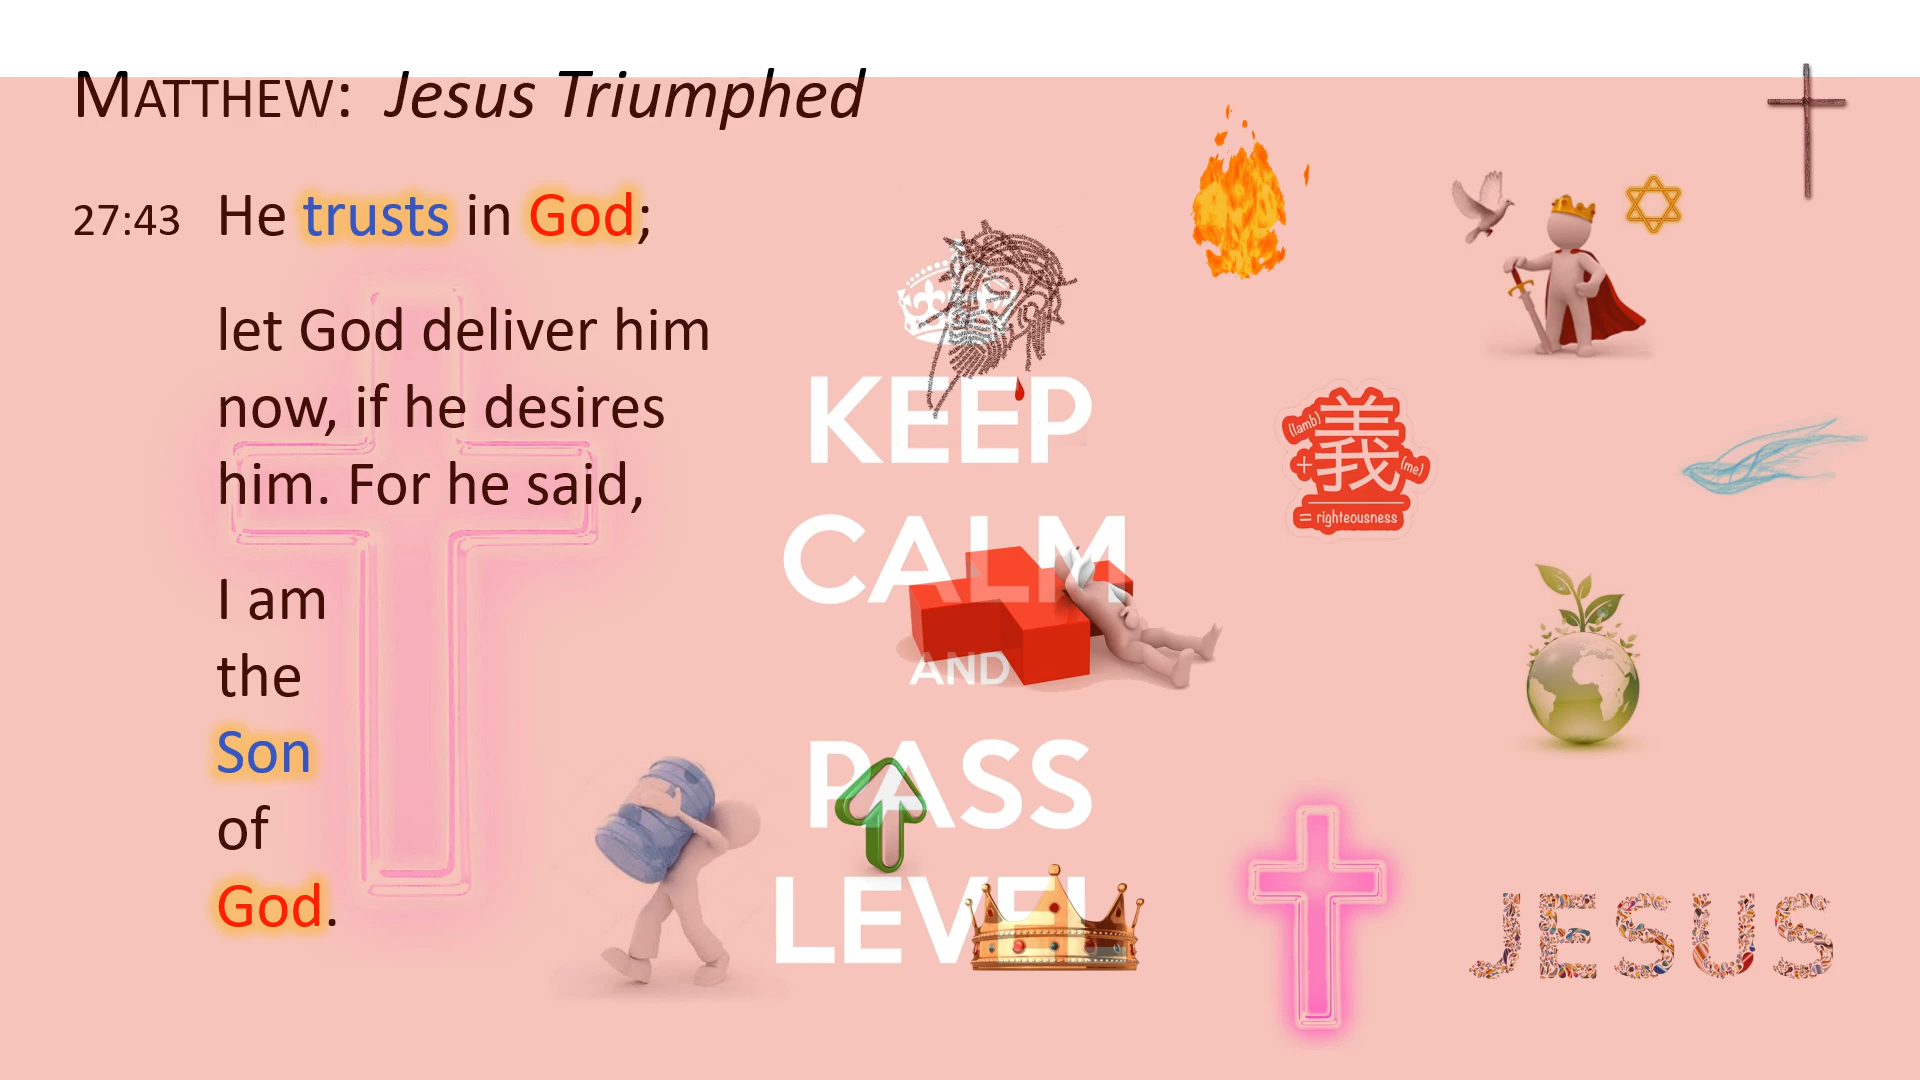 MATTHEW: Jesus Triumphed
27:43 He trusts in God;
let God deliver him
now, if he desires
him. For he said,
I am
the
Son
of
God.
KEEP
CALM
AND
PASS
LEVEL
(lamb)
義
+
(me)
= righteousness
JESUS